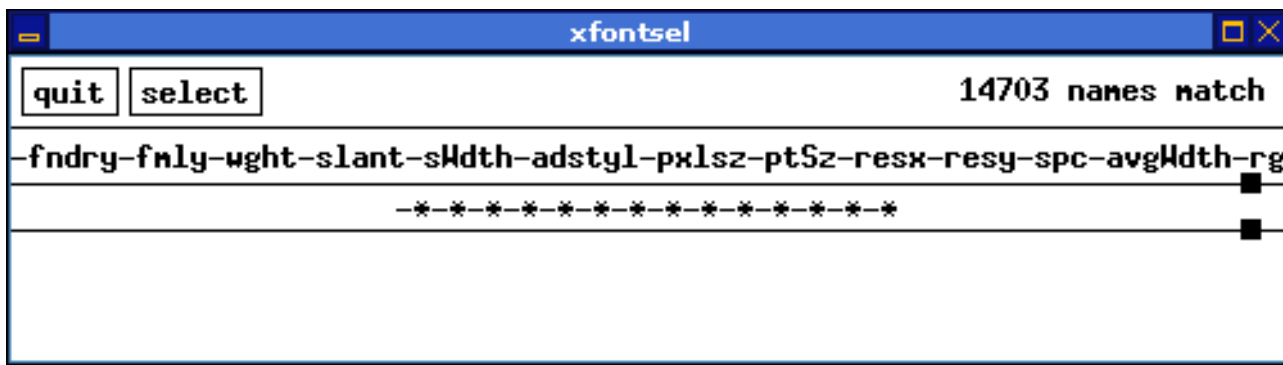 xfontsel
quit select 14703 names match
-fndry-fmly-wght-slant-sWdth-adstyl-pxlsz-ptSz-resx-resy-spc-avgWdth-rg
-*-*-*-*-*-*-*-*-*-*-*-*-*-*